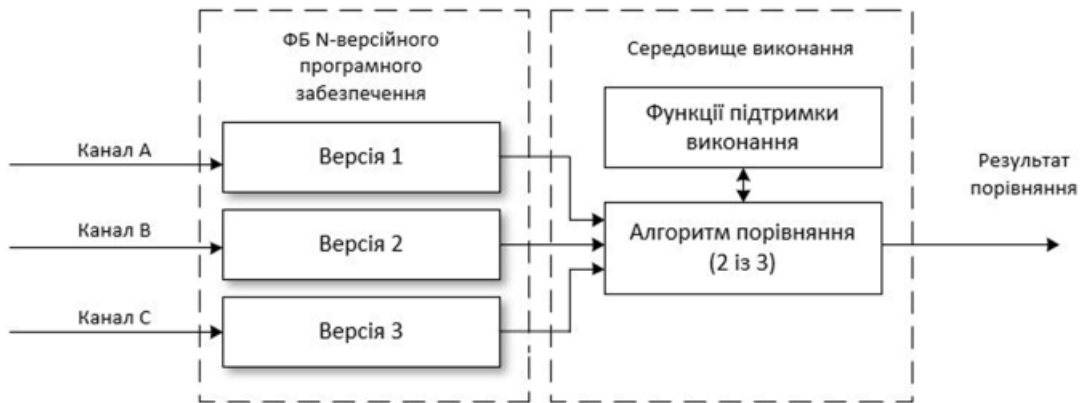 ФБ N-версійного
програмного
забезпечення
Середовище виконання
Функції підтримки
виконання
Канал А
Версія 1
Результат
порівняння
Канал В
Версія 2
Алгоритм порівняння
(2 із 3)
Канал С
Версія 3